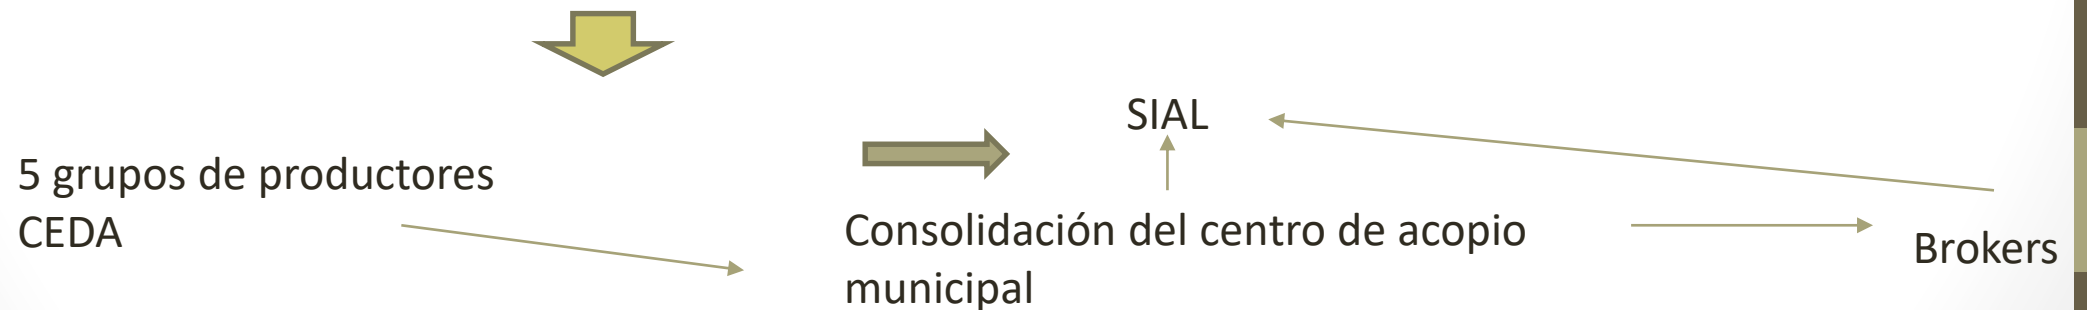 SIAL
5 grupos de productores
CEDA
Consolidación del centro de acopio
municipal
Brokers